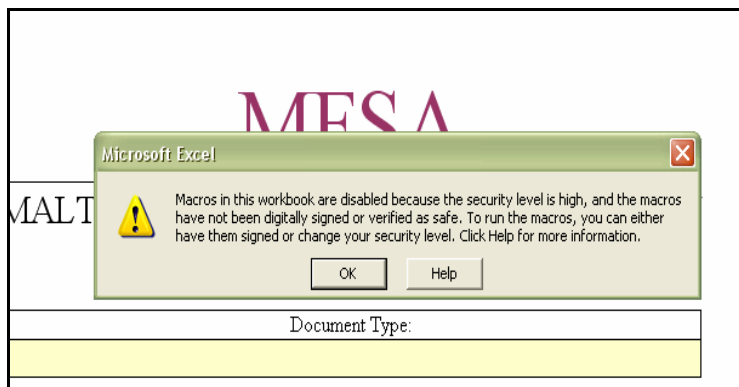 MESA
Microsoft Excel
Macros in this workbook are disabled because the security level is high, and the macros
have not been digitally signed or verified as safe. To run the macros, you can either
have them signed or change your security level. Click Help for more information.
MALT
OK
Help
Document Type: